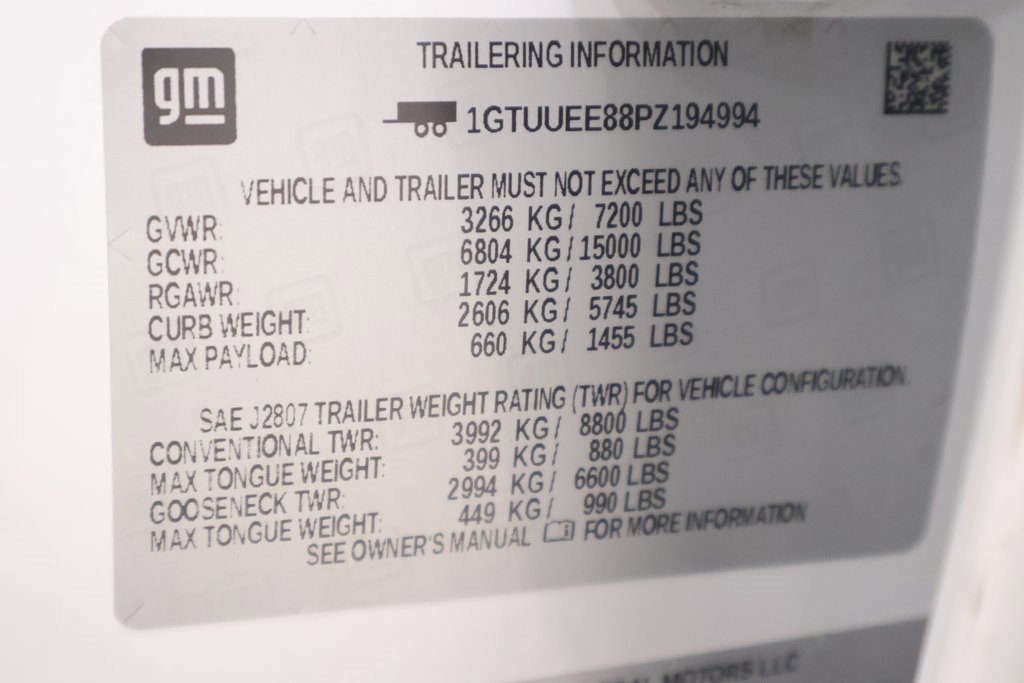 gm
TRAILERING INFORMATION
1GTUUEE88PZ194994
VEHICLE AND TRAILER MUST NOT EXCEED ANY OF THESE VALUES.
GVWR: 3266 KG/ 7200 LBS
GCWR: 6804 KG/15000 LBS
RGAWR: 1724 KG/ 3800 LBS
CURB WEIGHT: 2606 KG/ 5745 LBS
MAX PAYLOAD: 660 KG/ 1455 LBS
SAE J2807 TRAILER WEIGHT RATING (TWR) FOR VEHICLE CONFIGURATION.
CONVENTIONAL TWR: 3992 KG/ 8800 LBS
MAX TONGUE WEIGHT: 399 KG/ 880 LBS
GOOSENECK TWR: 2994 KG/ 6600 LBS
MAX TONGUE WEIGHT: 449 KG/ 990 LBS
SEE OWNER'S MANUAL FOR MORE INFORMATION
MOTORS LLC